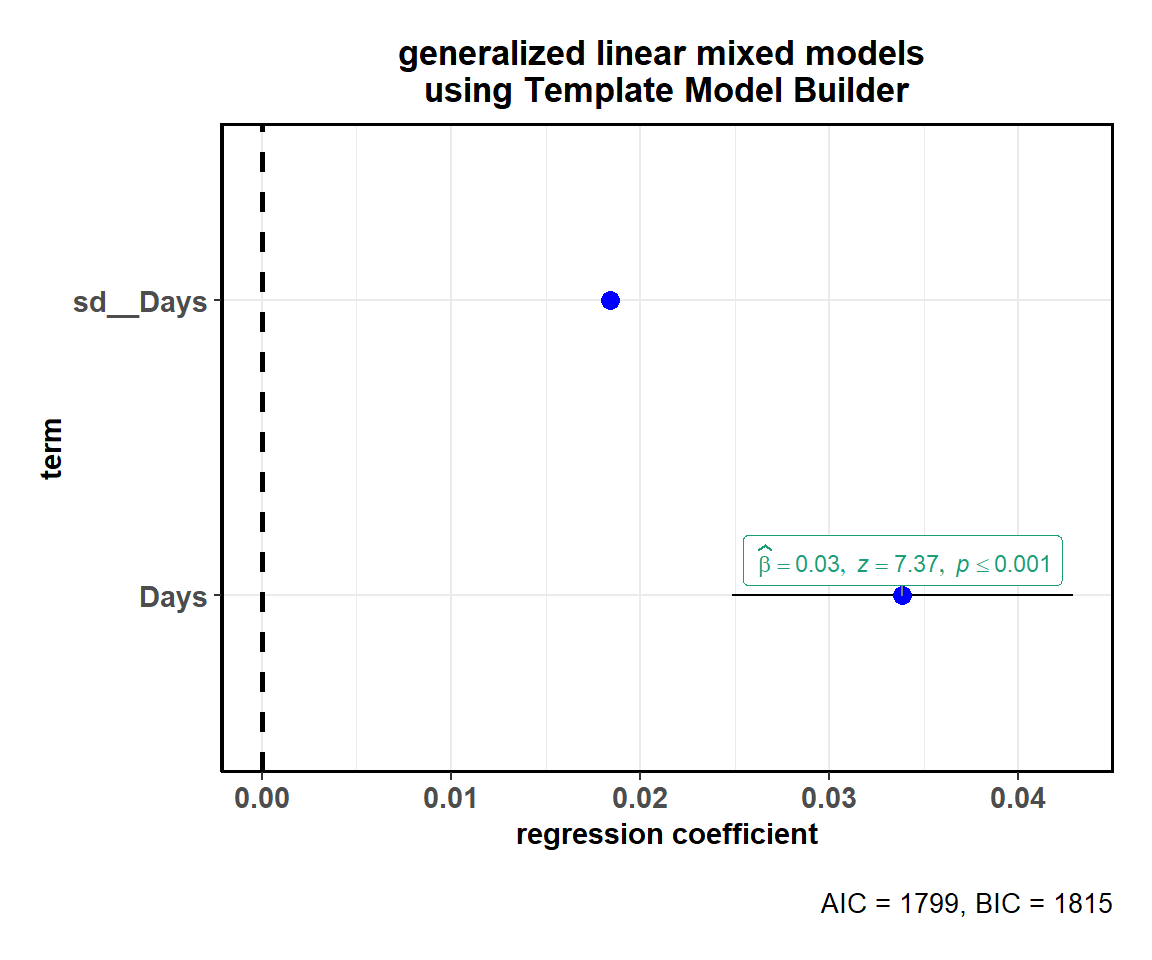 generalized linear mixed models
using Template Model Builder
term
sd__Days
Days
β̂ = 0.03, z = 7.37, p ≤ 0.001
0.00 0.01 0.02 0.03 0.04
regression coefficient
AIC = 1799, BIC = 1815